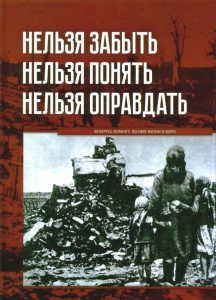 НЕЛЬЗЯ ЗАБЫТЬ
НЕЛЬЗЯ ПОНЯТЬ
НЕЛЬЗЯ ОПРАВДАТЬ
БЕЛАРУСЬ ПОМНИТ. ВО ИМЯ ЖИЗНИ И МИРА